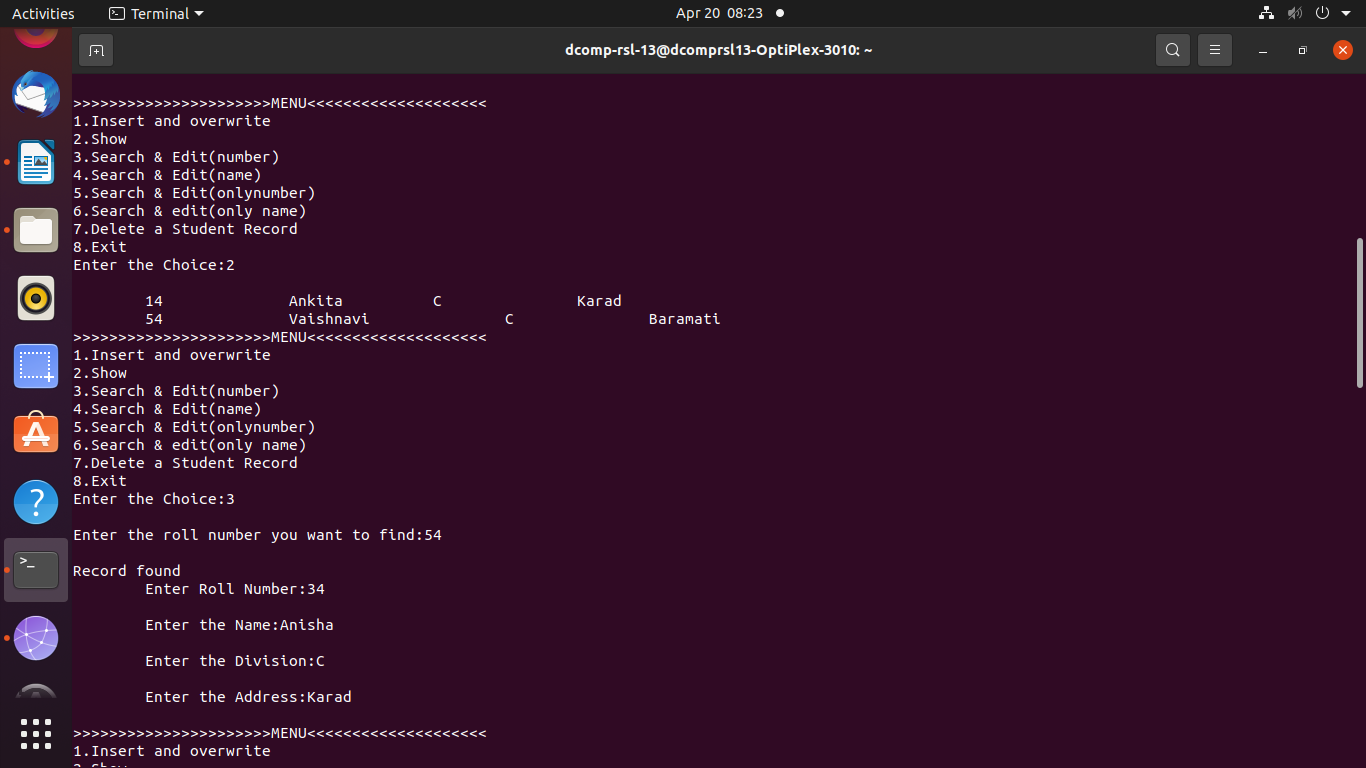 Activities Terminal Apr 20 08:23
dcomp-rsl-13@dcomprsl13-OptiPlex-3010: ~
>>>>>>>>>>>>>>>>>>>>>>MENU<<<<<<<<<<<<<<<<<<<<
1.Insert and overwrite
2.Show
3.Search & Edit(number)
4.Search & Edit(name)
5.Search & Edit(onlynumber)
6.Search & edit(only name)
7.Delete a Student Record
8.Exit
Enter the Choice:2
14 Ankita C Karad
54 Vaishnavi C Baramati
>>>>>>>>>>>>>>>>>>>>>>MENU<<<<<<<<<<<<<<<<<<<<
1.Insert and overwrite
2.Show
3.Search & Edit(number)
4.Search & Edit(name)
5.Search & Edit(onlynumber)
6.Search & edit(only name)
7.Delete a Student Record
8.Exit
Enter the Choice:3
Enter the roll number you want to find:54
Record found
Enter Roll Number:34
Enter the Name:Anisha
Enter the Division:C
Enter the Address:Karad
>>>>>>>>>>>>>>>>>>>>>>MENU<<<<<<<<<<<<<<<<<<<<
1.Insert and overwrite
2.Show